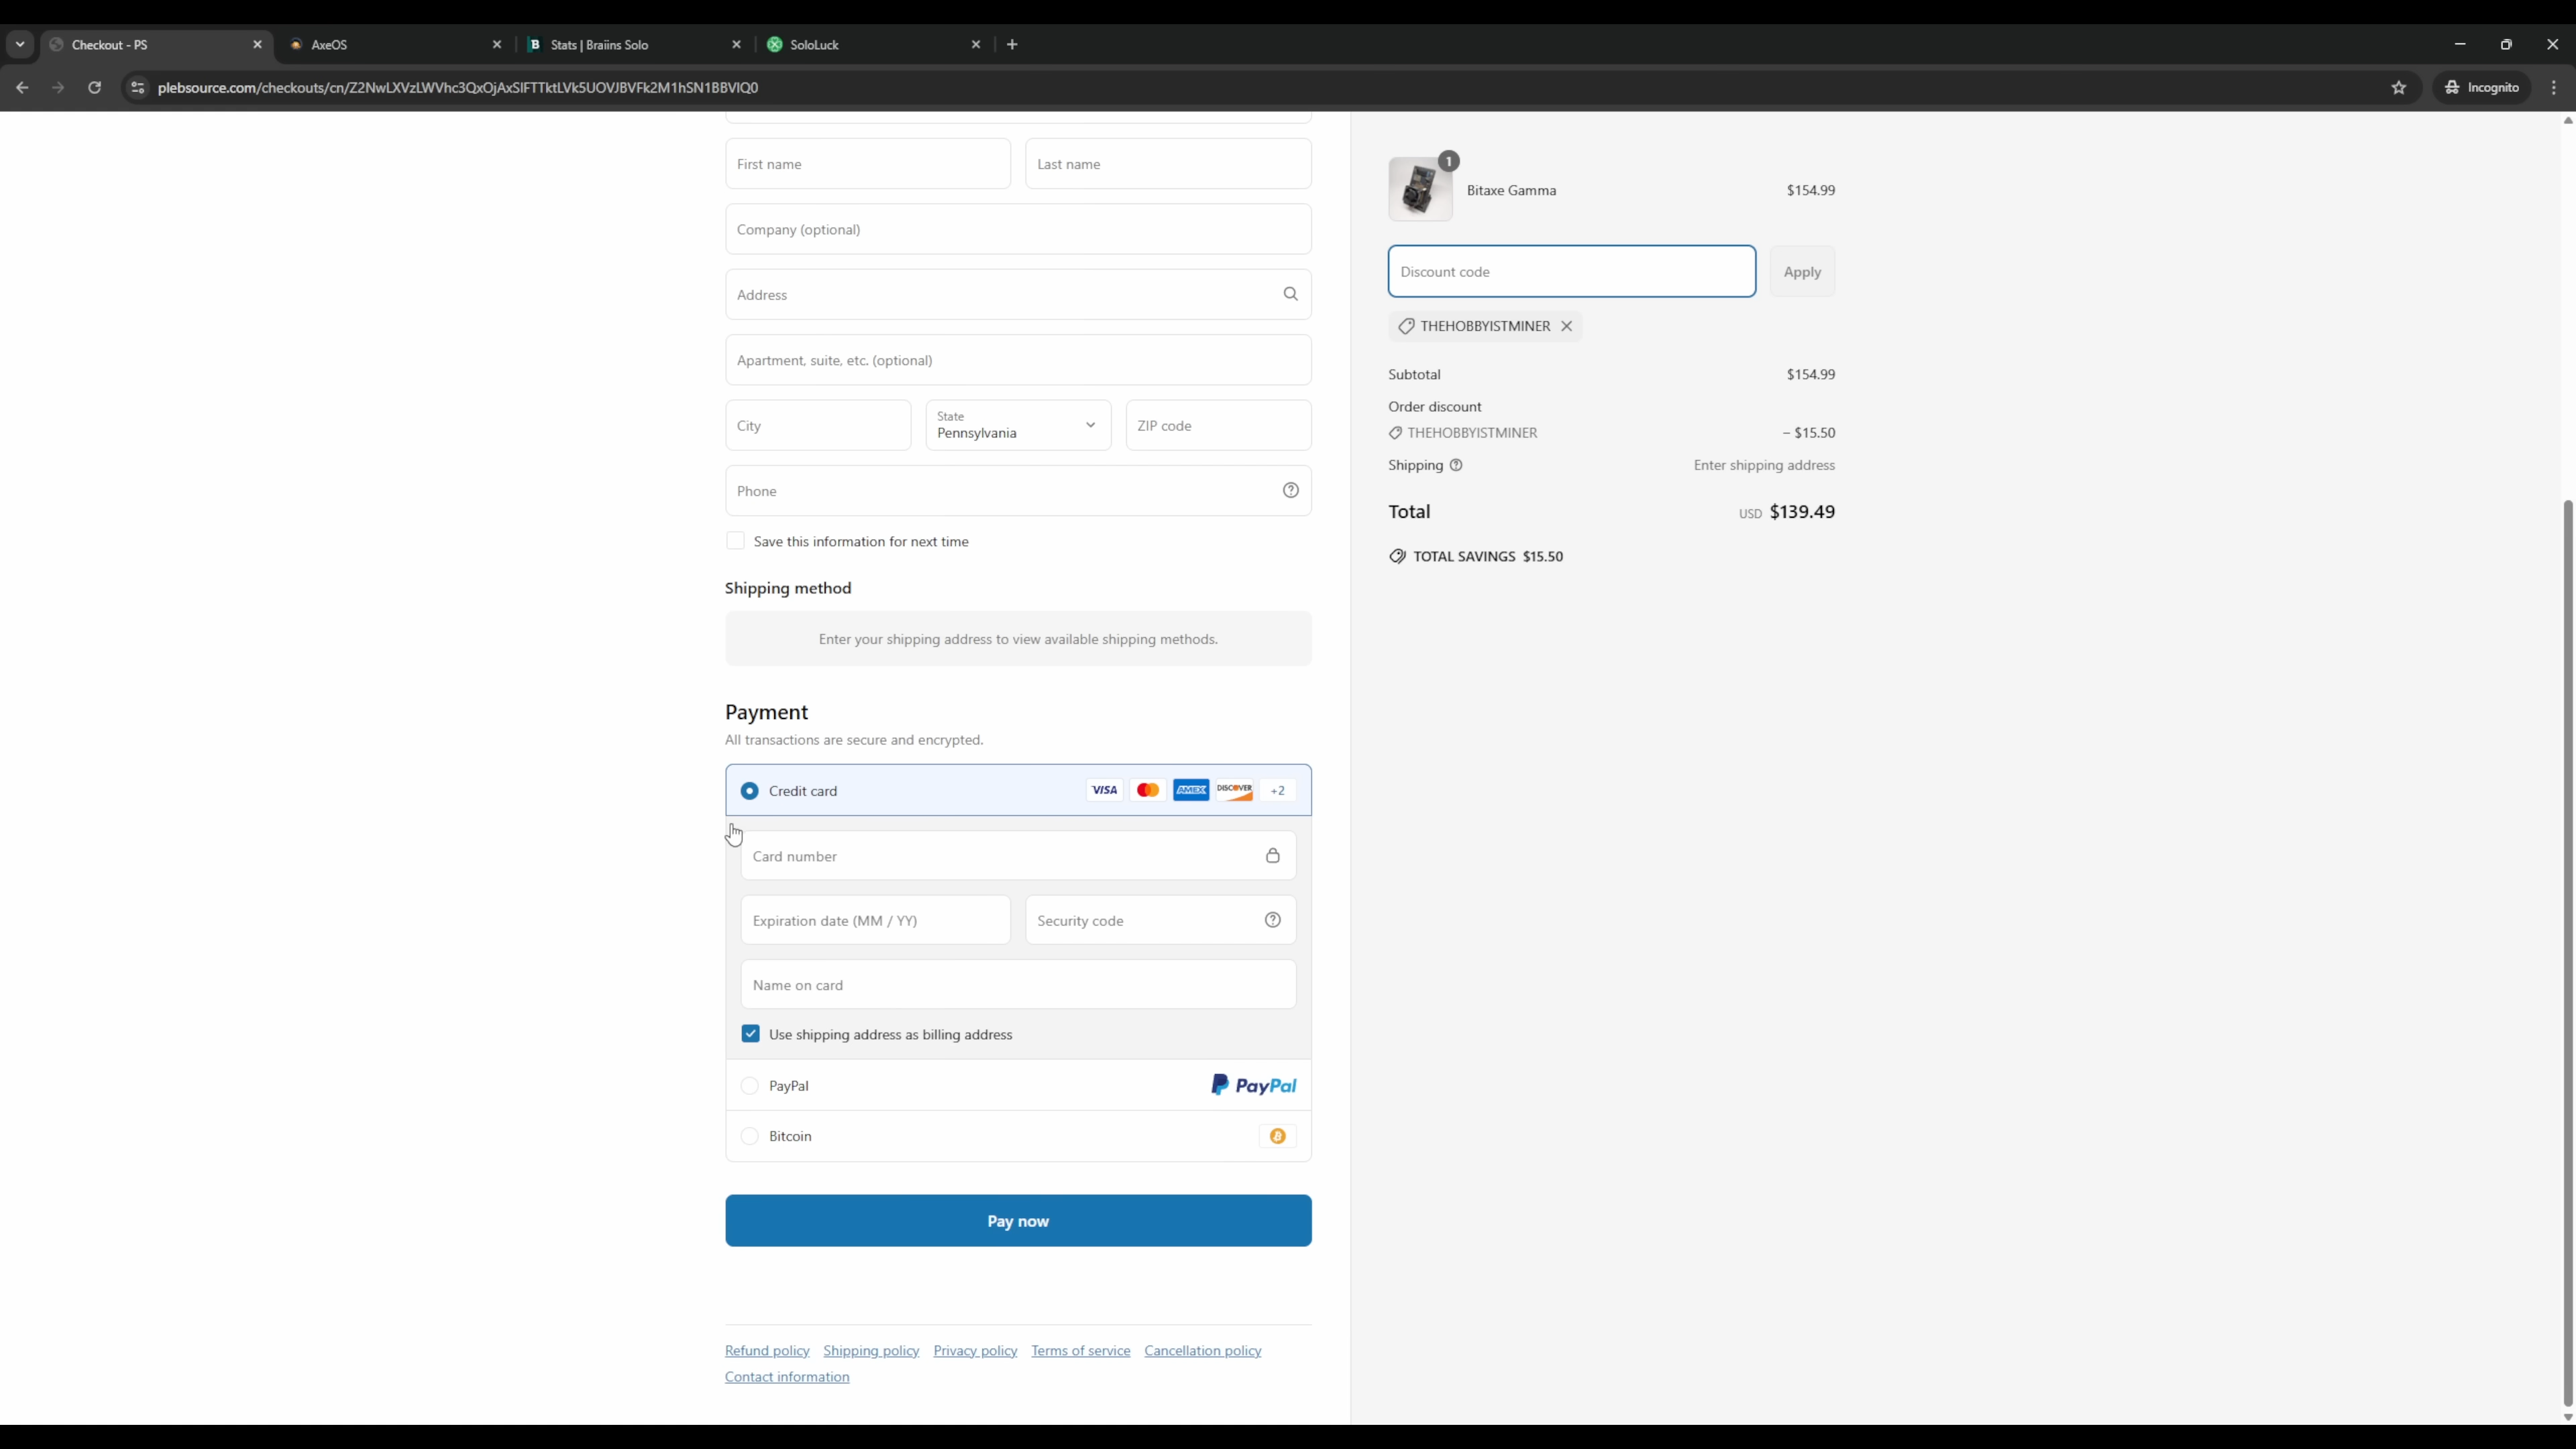 Checkout - PS
AxeOS
B Stats | Braiins Solo
SoloLuck
plebsource.com/checkouts/cn/Z2NwLXVzLWVhc3QxOjAxSlFTTktLVk5UOVJBVFk2M1hSN1BBVlQ0
Incognito
First name
Last name
Company (optional)
Address
Apartment, suite, etc. (optional)
City
State
Pennsylvania
ZIP code
Phone
Save this information for next time
Shipping method
Enter your shipping address to view available shipping methods.
Payment
All transactions are secure and encrypted.
Credit card
VISA
AMEX
DISCOVER
+2
Card number
Expiration date (MM / YY)
Security code
Name on card
Use shipping address as billing address
PayPal
PayPal
Bitcoin
Pay now
Refund policy Shipping policy Privacy policy Terms of service Cancellation policy
Contact information
1
Bitaxe Gamma $154.99
Discount code
Apply
THEHOBBYISTMINER
Subtotal $154.99
Order discount
THEHOBBYISTMINER – $15.50
Shipping Enter shipping address
Total USD $139.49
TOTAL SAVINGS $15.50